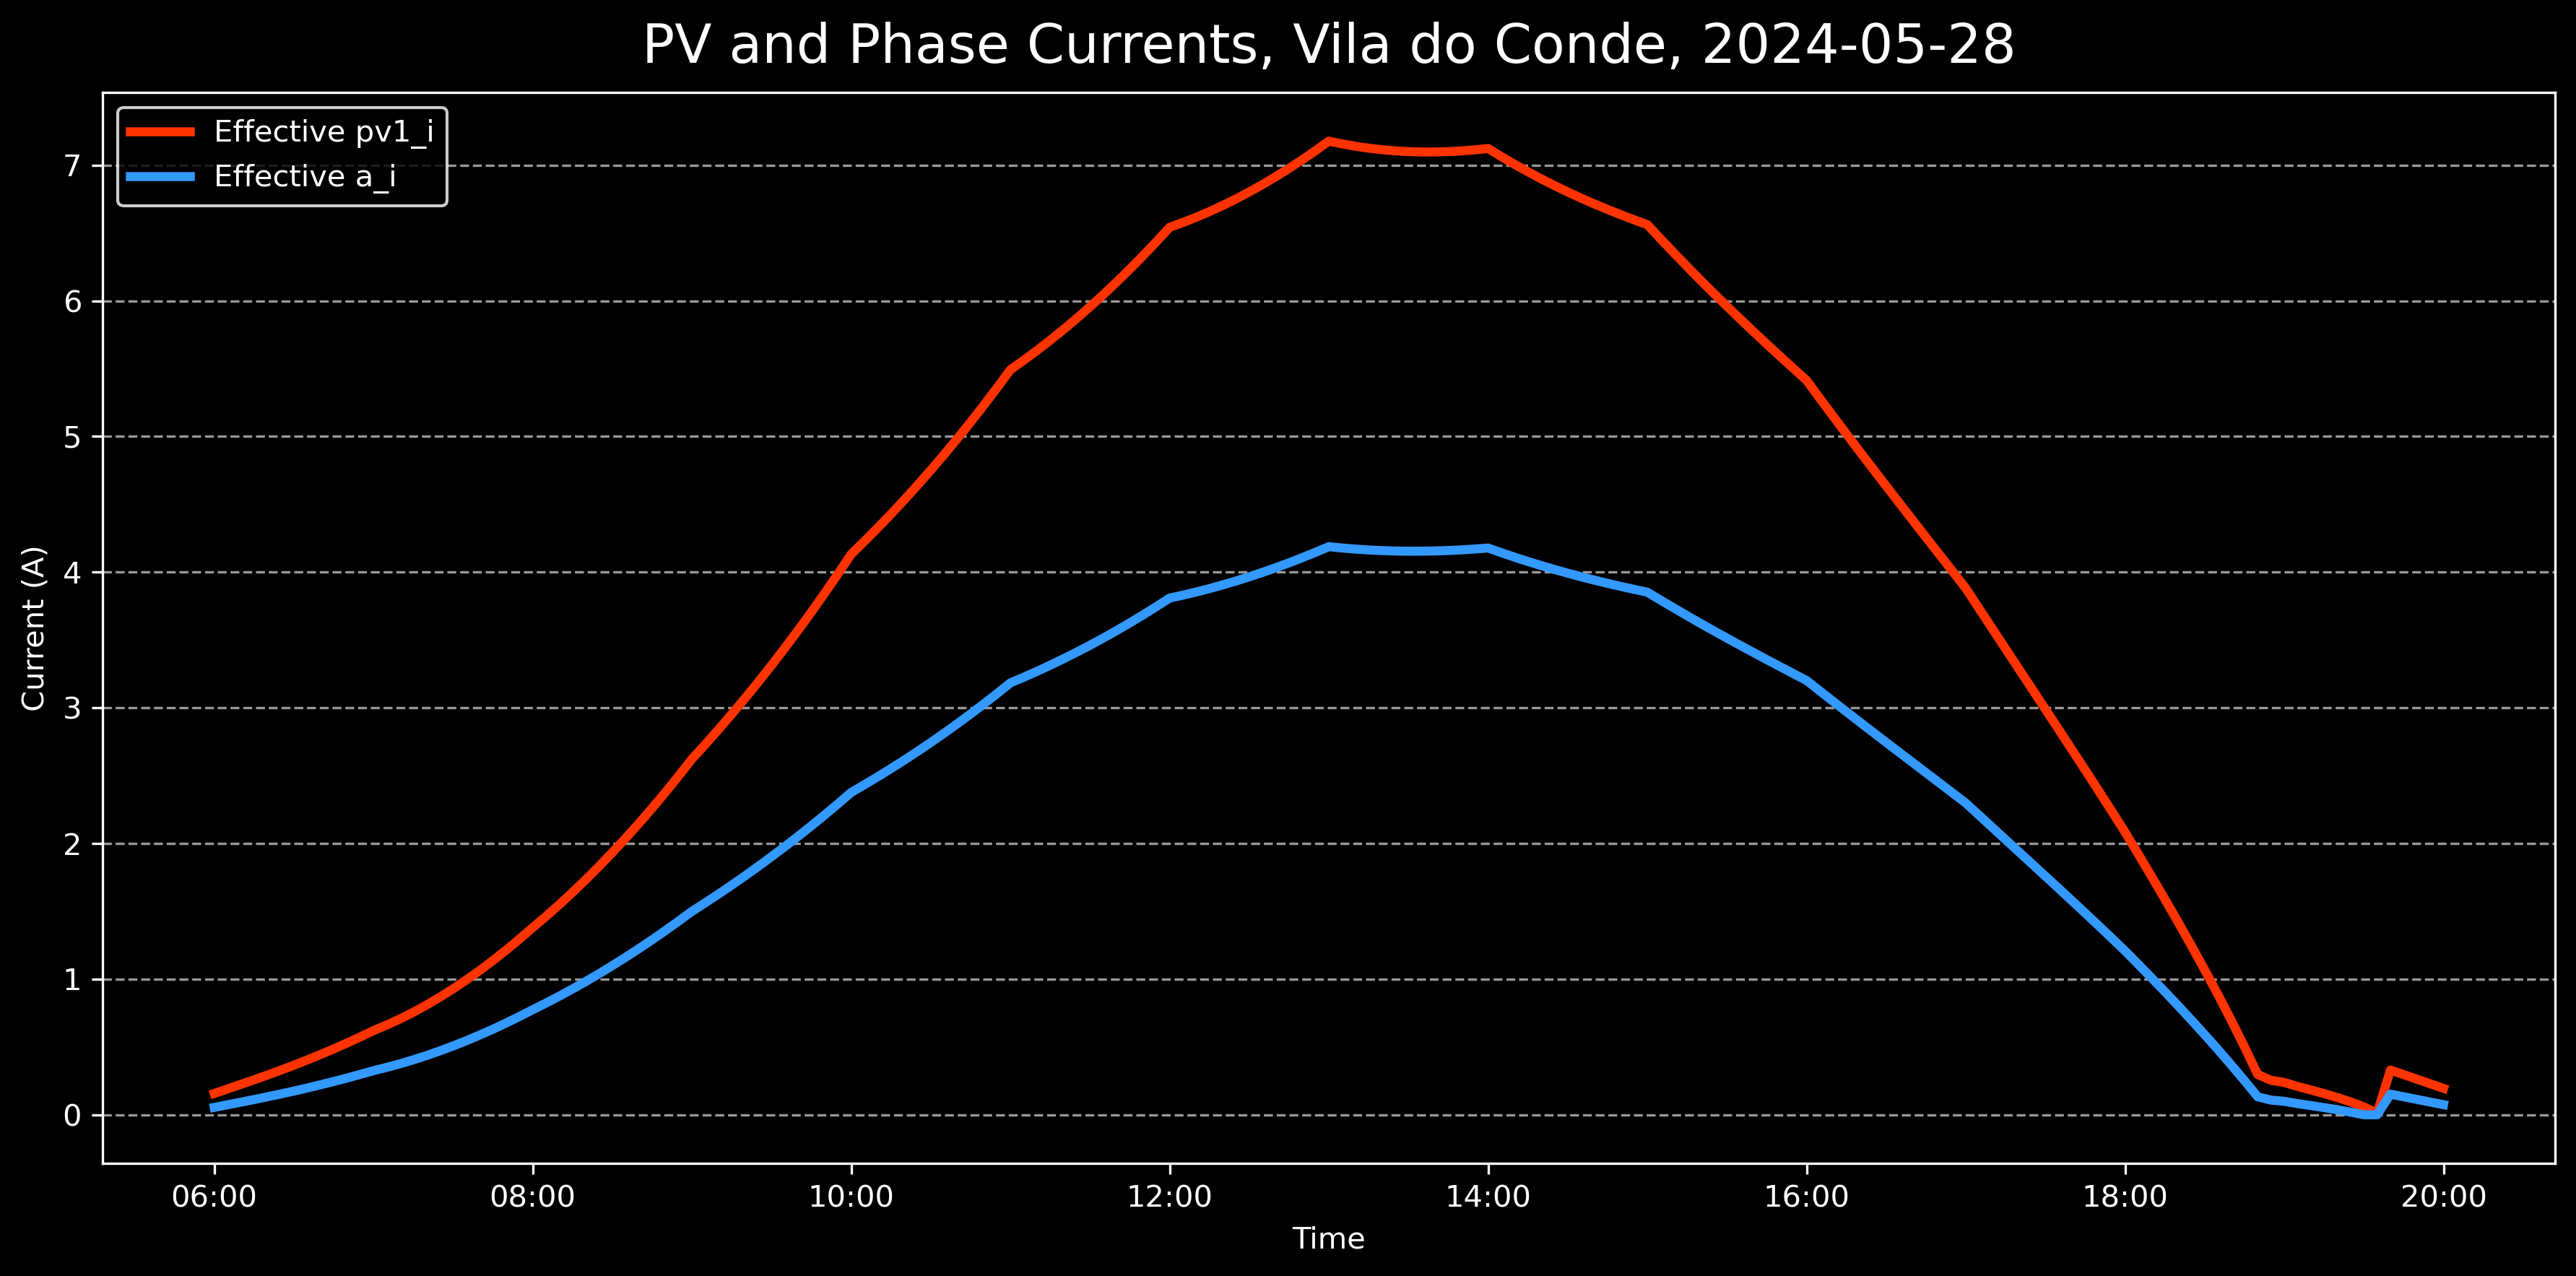 PV and Phase Currents, Vila do Conde, 2024-05-28
Effective pv1_i
Effective a_i
7
6
5
4
3
2
1
0
Current (A)
06:00 08:00 10:00 12:00 14:00 16:00 18:00 20:00
Time